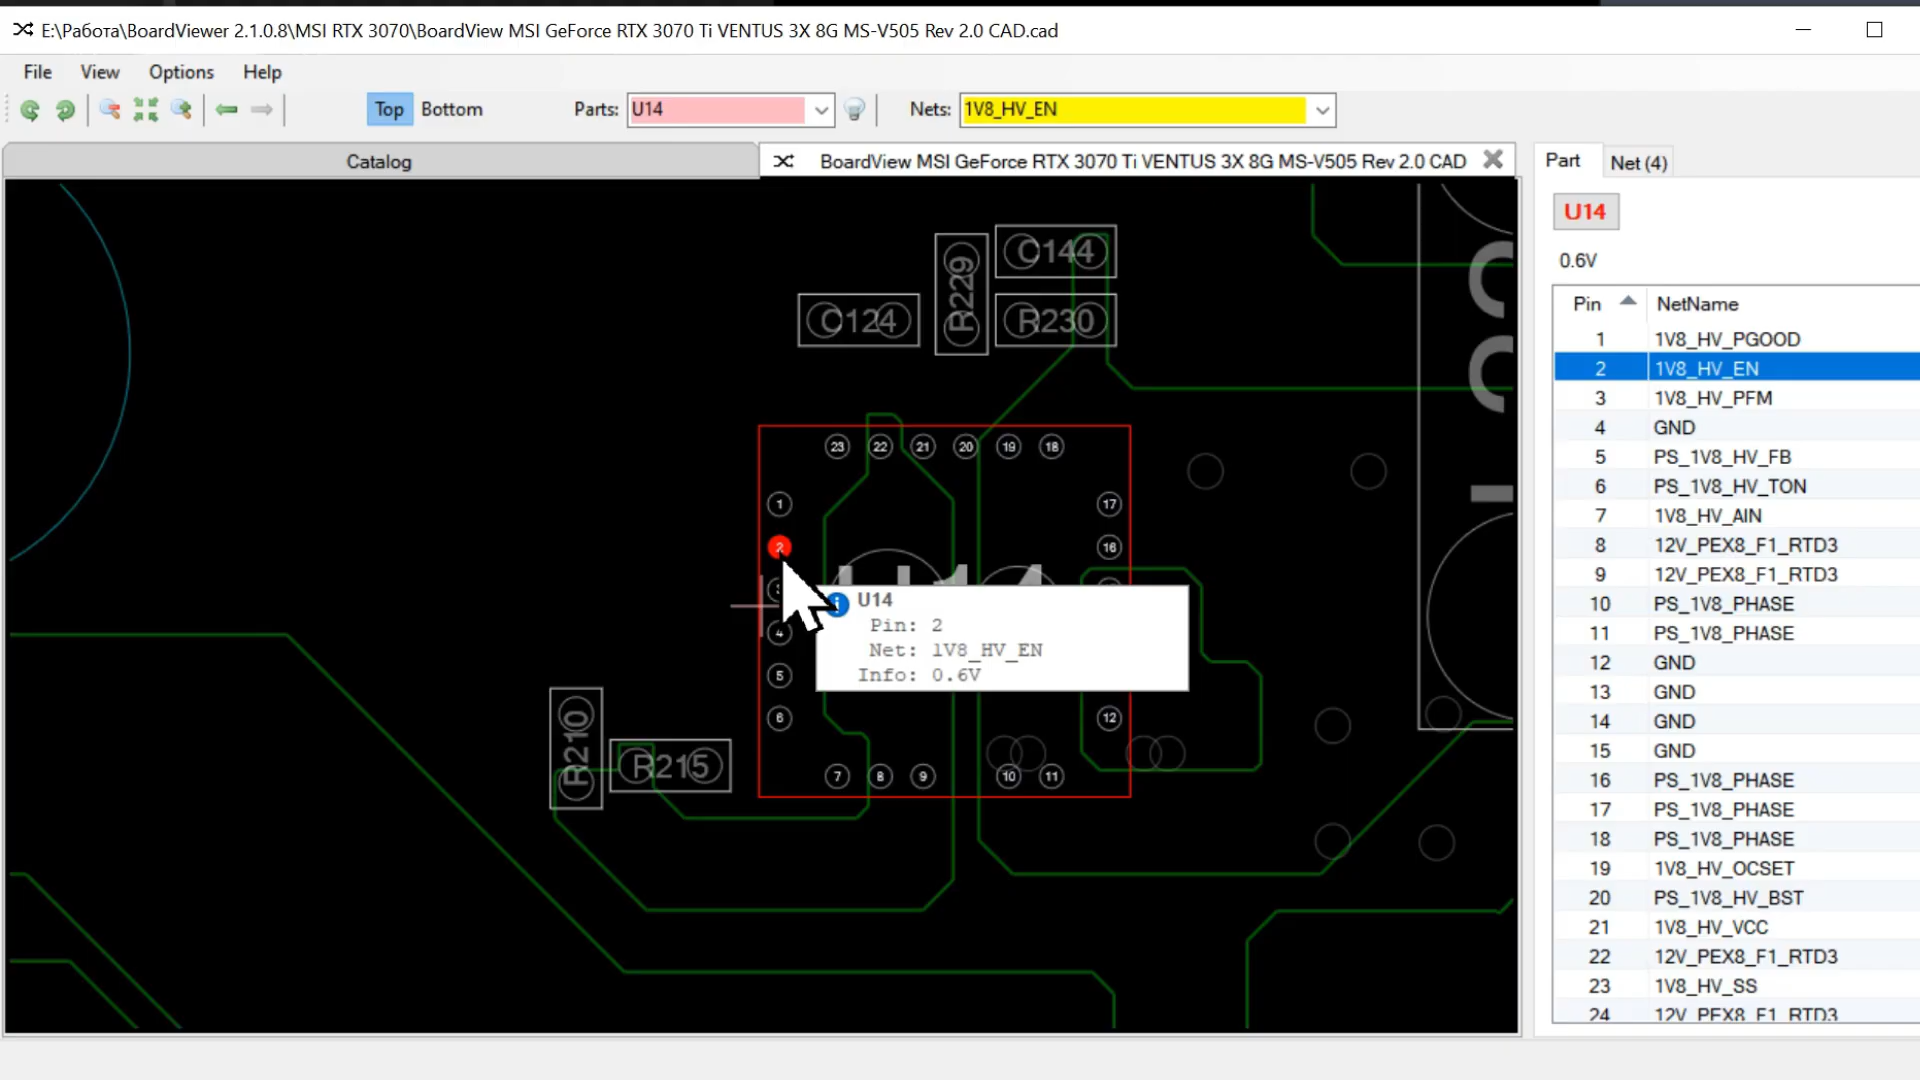 E:\Работа\BoardViewer 2.1.0.8\MSI RTX 3070\BoardView MSI GeForce RTX 3070 Ti VENTUS 3X 8G MS-V505 Rev 2.0 CAD.cad
File View Options Help
Top Bottom Parts: U14 Nets: 1V8_HV_EN
Catalog
BoardView MSI GeForce RTX 3070 Ti VENTUS 3X 8G MS-V505 Rev 2.0 CAD
Part Net (4)
U14
0.6V
Pin NetName
1 1V8_HV_PGOOD
2 1V8_HV_EN
3 1V8_HV_PFM
4 GND
5 PS_1V8_HV_FB
6 PS_1V8_HV_TON
7 1V8_HV_AIN
8 12V_PEX8_F1_RTD3
9 12V_PEX8_F1_RTD3
10 PS_1V8_PHASE
11 PS_1V8_PHASE
12 GND
13 GND
14 GND
15 GND
16 PS_1V8_PHASE
17 PS_1V8_PHASE
18 PS_1V8_PHASE
19 1V8_HV_OCSET
20 PS_1V8_HV_BST
21 1V8_HV_VCC
22 12V_PEX8_F1_RTD3
23 1V8_HV_SS
24 12V_PEX8_F1_RTD3
C144
R229
C124
R230
23 22 21 20 19 18
1
17
2
16
3
U14
4
5
6
12
7 8 9 10 11
U14
Pin: 2
Net: 1V8_HV_EN
Info: 0.6V
R210
R215